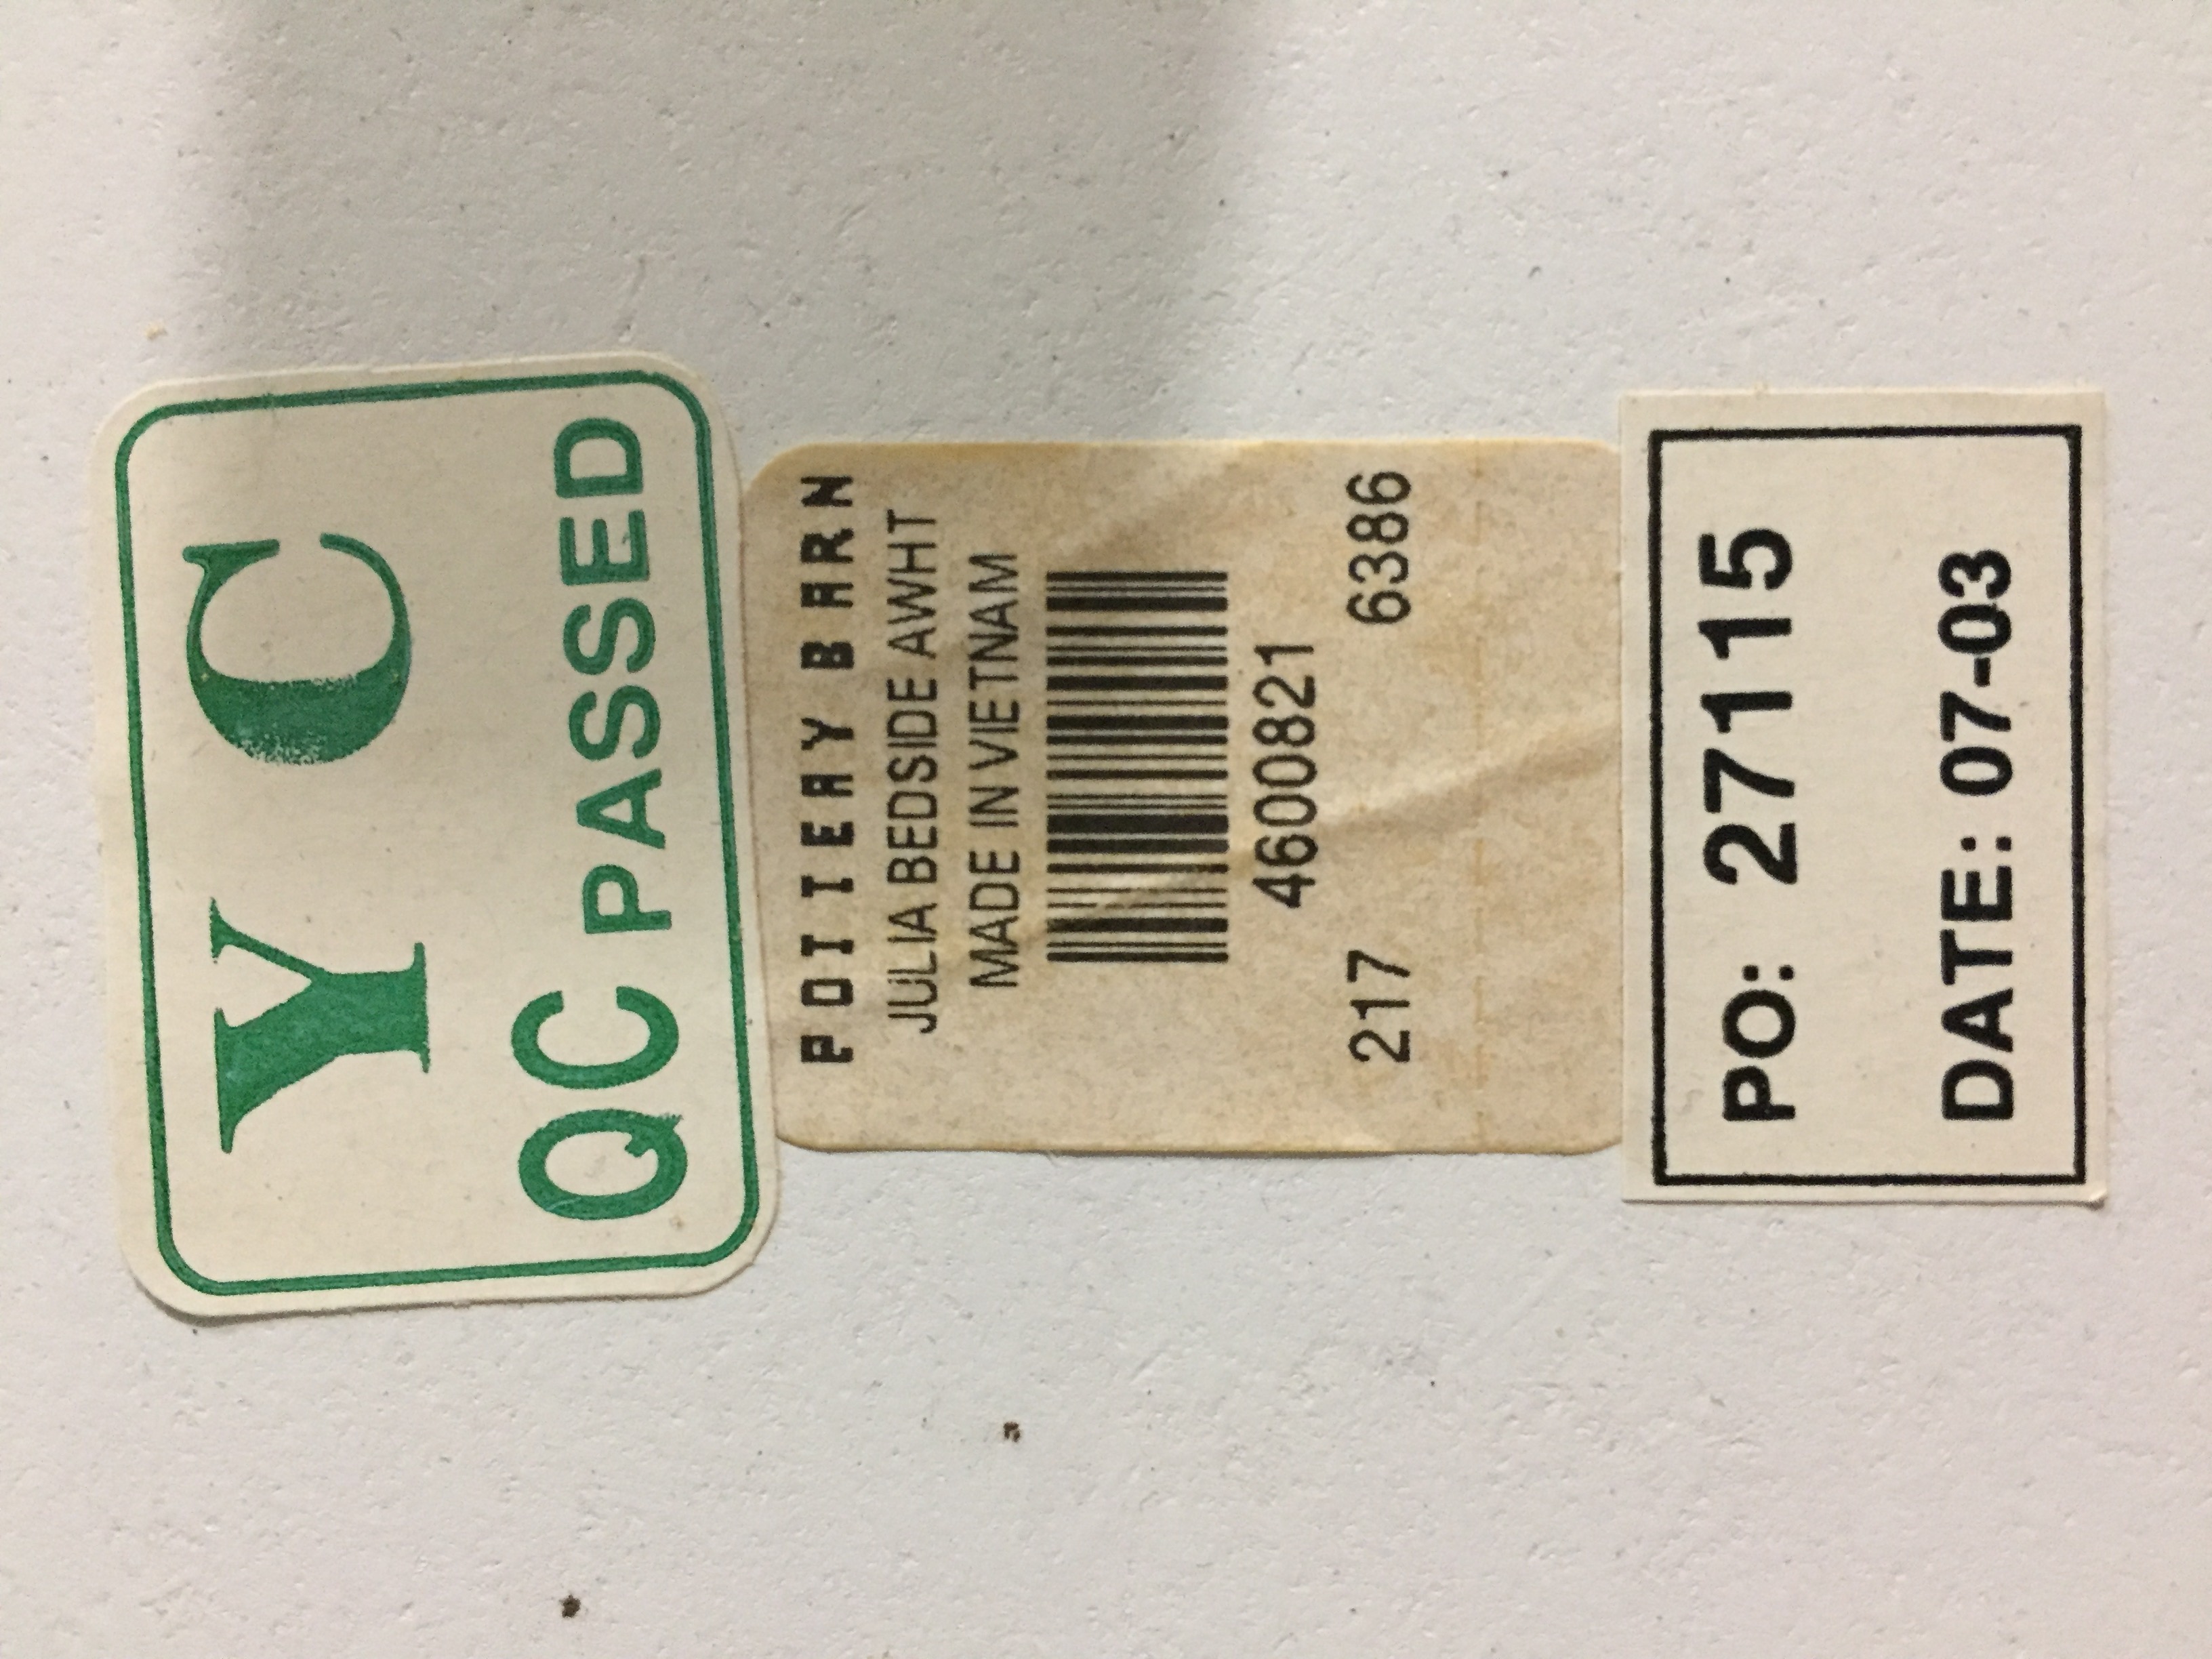 Y C
QC PASSED
POTTERY BARN
JULIA BEDSIDE AWHT
MADE IN VIETNAM
4600821
217 6386
PO: 27115
DATE: 07-03